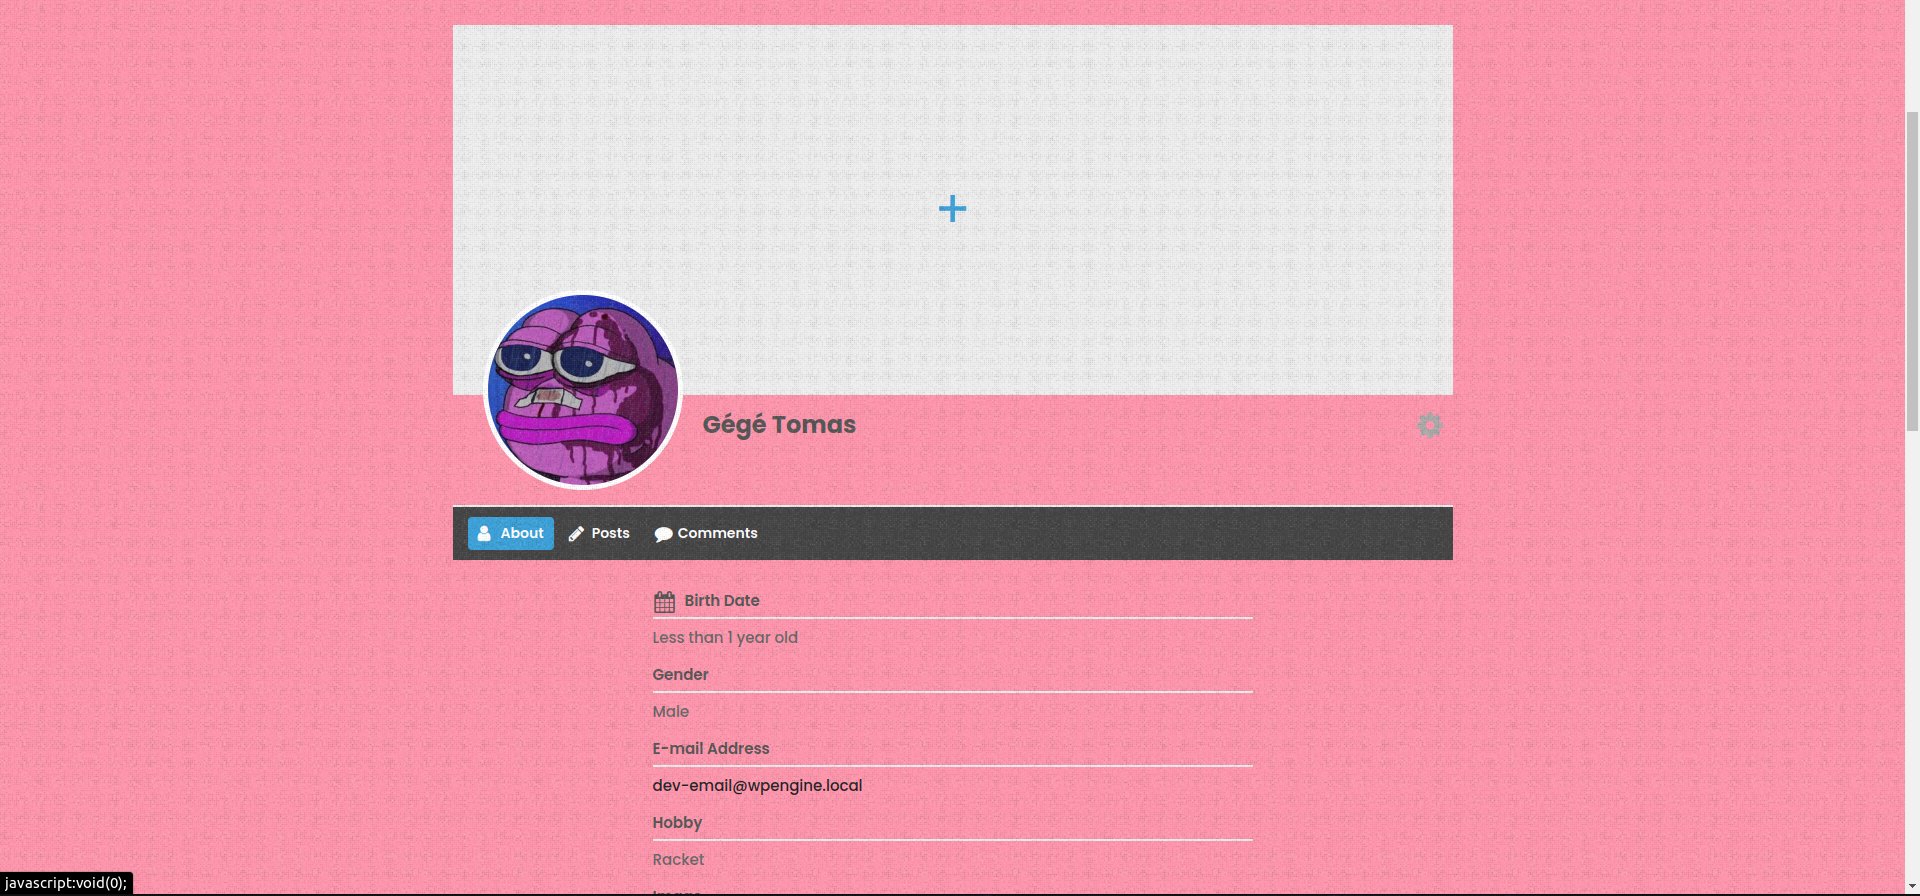 Gégé Tomas
About Posts Comments
Birth Date
Less than 1 year old
Gender
Male
E-mail Address
dev-email@wpengine.local
Hobby
Racket
javascript:void(0);